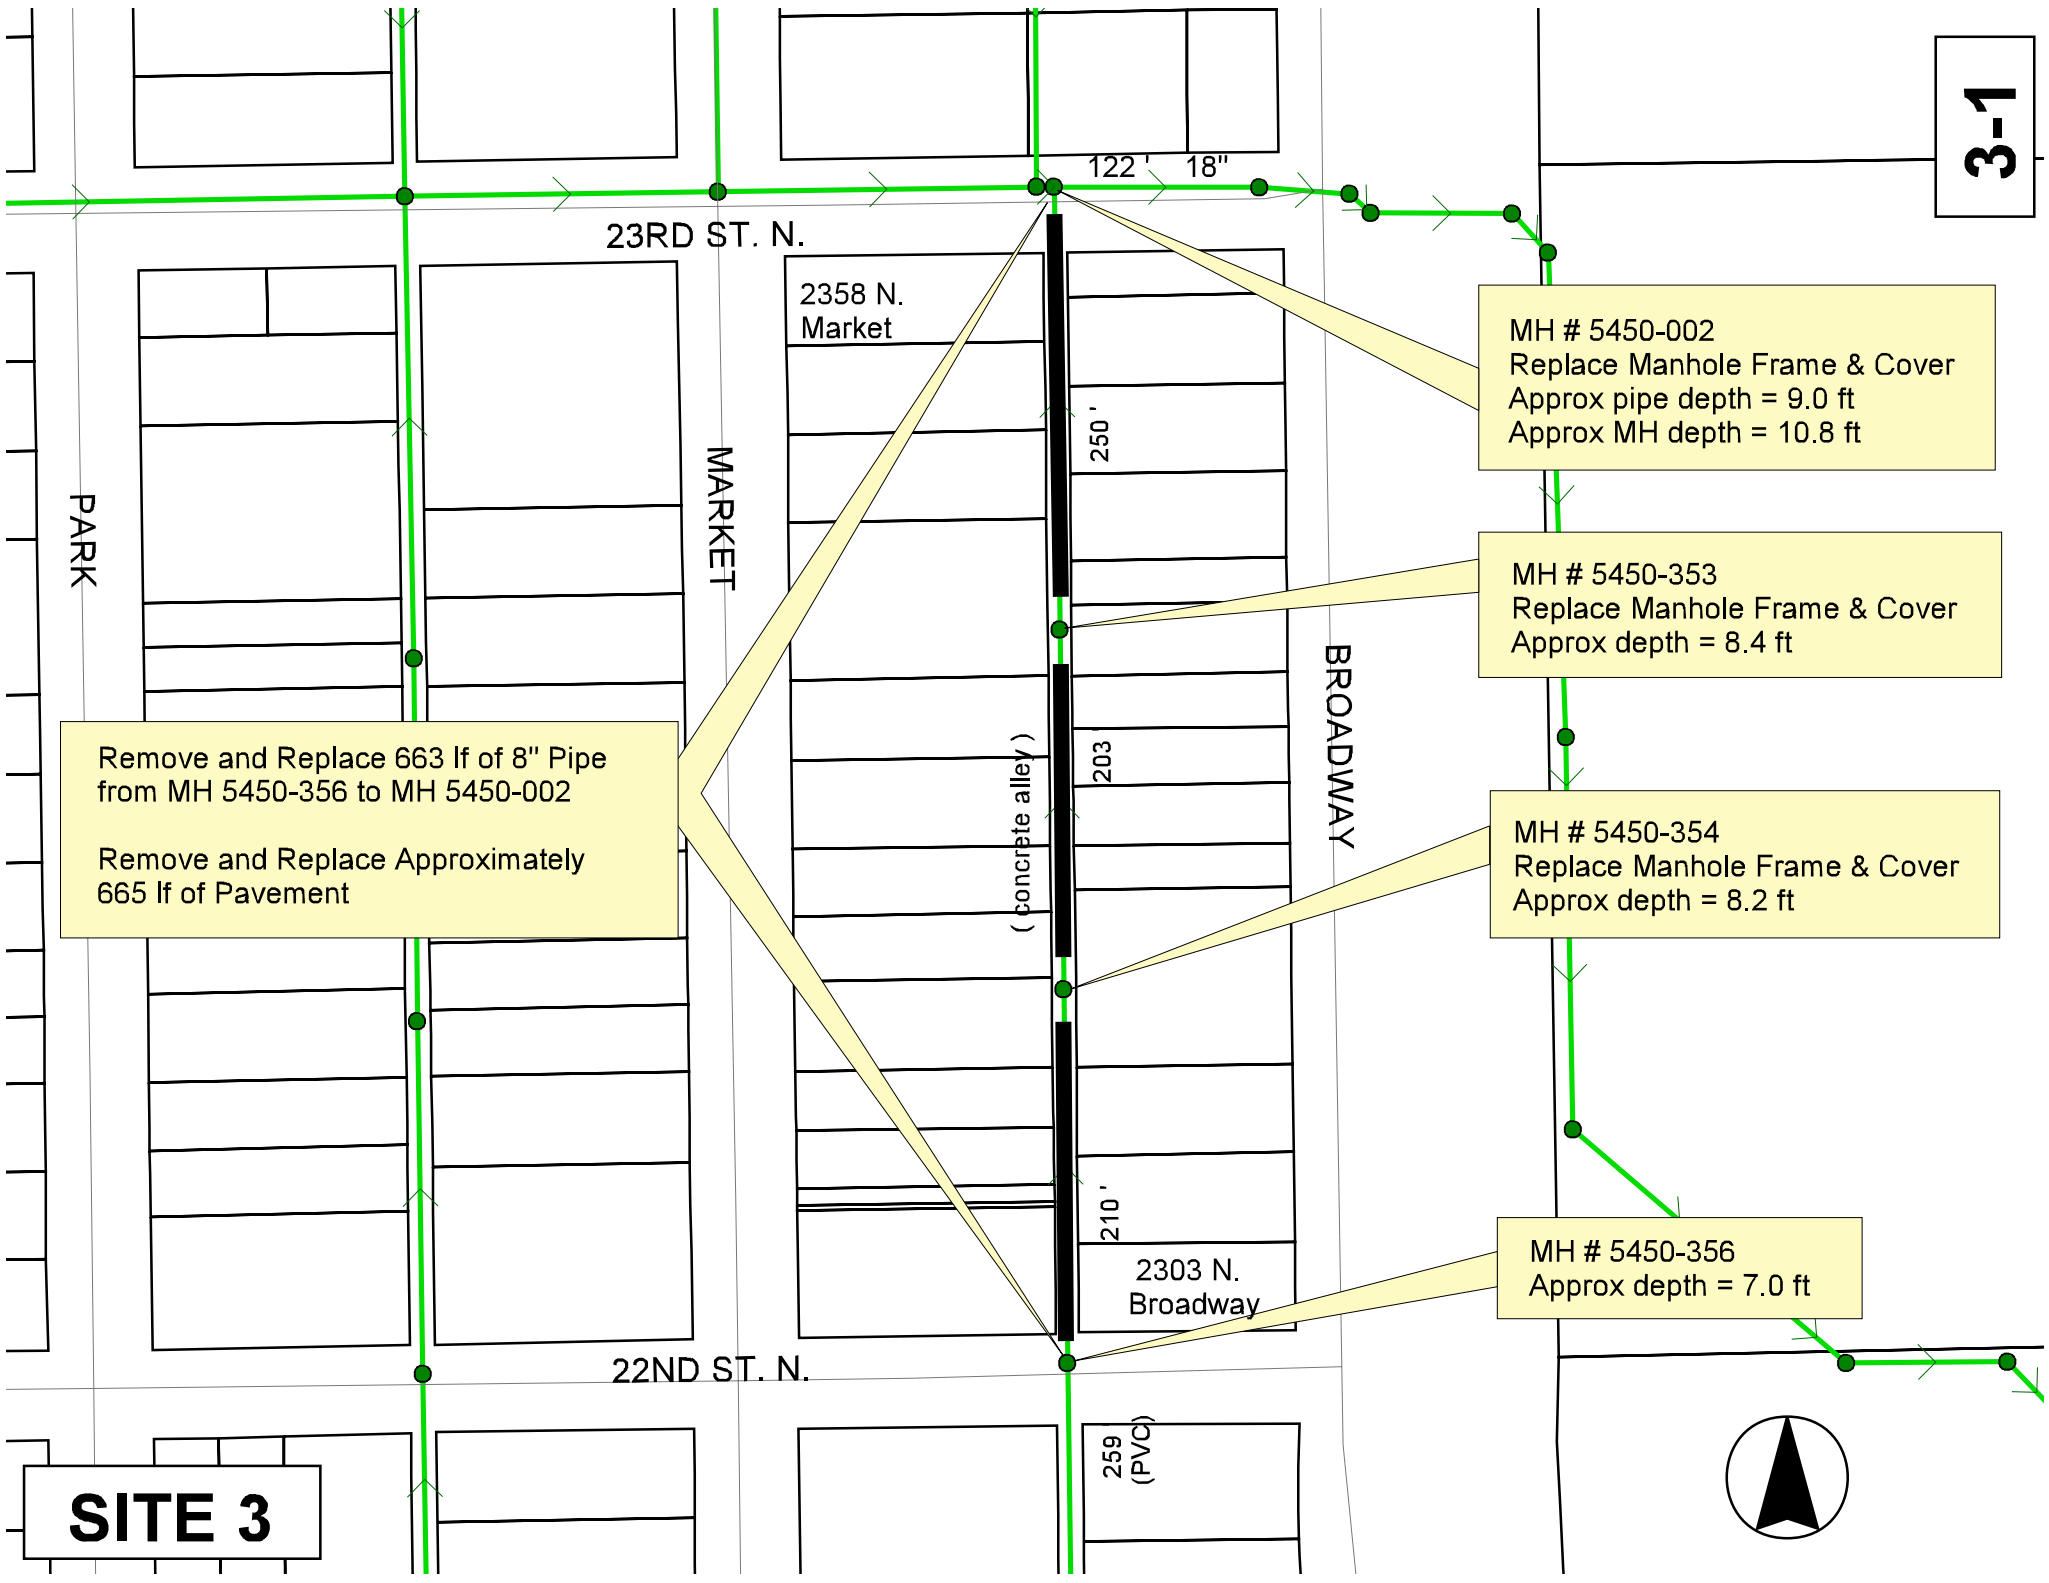 3-1
122 ' 18"
23RD ST. N.
2358 N.
Market
MH # 5450-002
Replace Manhole Frame & Cover
Approx pipe depth = 9.0 ft
Approx MH depth = 10.8 ft
250 '
MARKET
PARK
MH # 5450-353
Replace Manhole Frame & Cover
Approx depth = 8.4 ft
BROADWAY
Remove and Replace 663 lf of 8" Pipe
from MH 5450-356 to MH 5450-002
Remove and Replace Approximately
665 lf of Pavement
( concrete alley )
203 '
MH # 5450-354
Replace Manhole Frame & Cover
Approx depth = 8.2 ft
210 '
2303 N.
Broadway
MH # 5450-356
Approx depth = 7.0 ft
22ND ST. N.
259 '
(PVC)
SITE 3